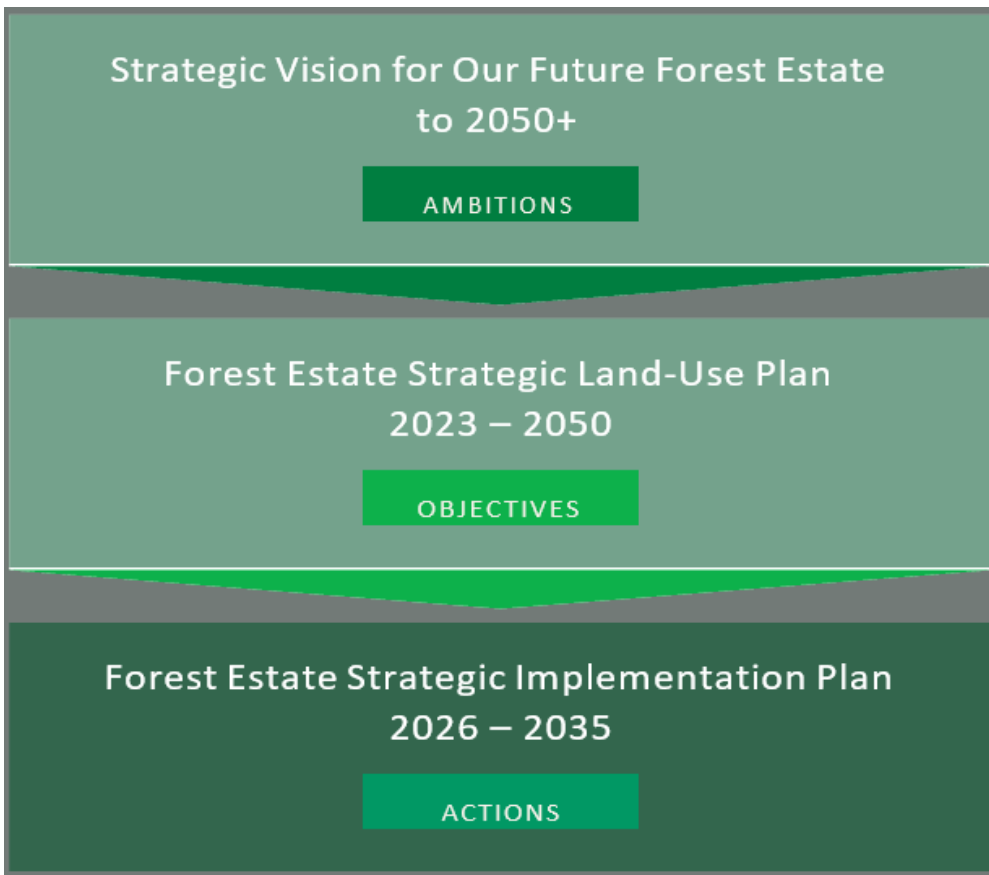 Strategic Vision for Our Future Forest Estate
to 2050+
AMBITIONS
Forest Estate Strategic Land-Use Plan
2023 – 2050
OBJECTIVES
Forest Estate Strategic Implementation Plan
2026 – 2035
ACTIONS